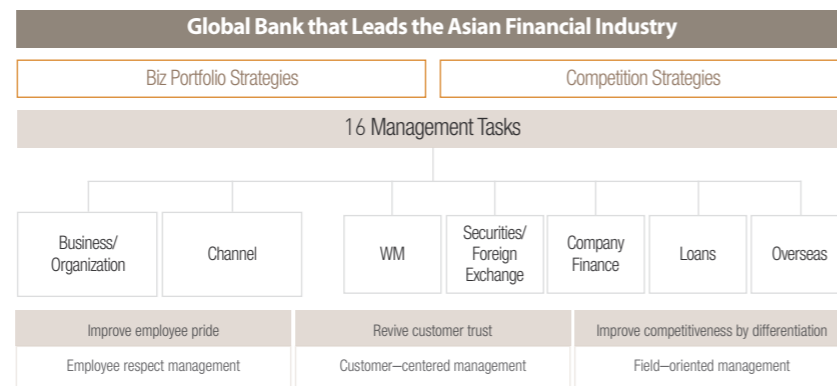 Global Bank that Leads the Asian Financial Industry
Biz Portfolio Strategies
Competition Strategies
16 Management Tasks
Business/
Organization
Channel
WM
Securities/
Foreign
Exchange
Company
Finance
Loans
Overseas
Improve employee pride
Revive customer trust
Improve competitiveness by differentiation
Employee respect management
Customer—centered management
Field—oriented management